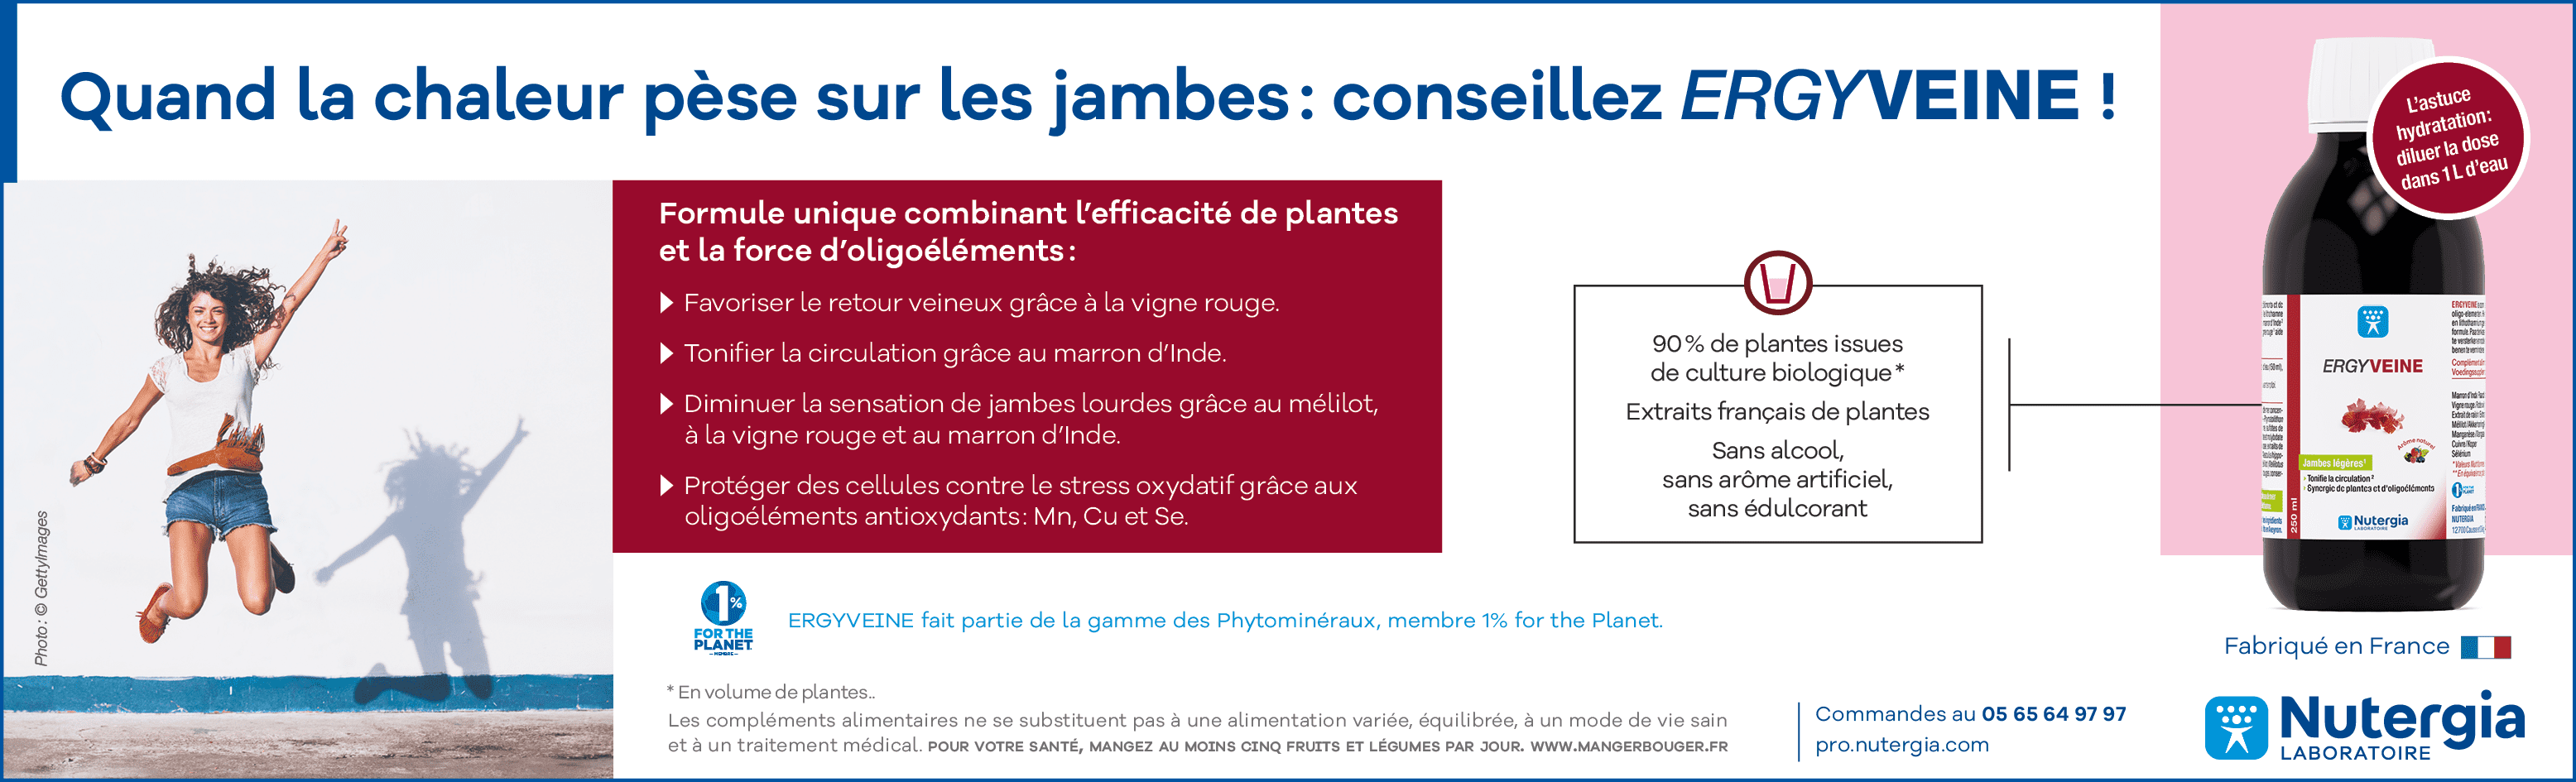 Quand la chaleur pèse sur les jambes : conseillez ERGYVEINE !
L'astuce
hydratation :
diluer la dose
dans 1 L d'eau
Formule unique combinant l'efficacité de plantes
et la force d'oligoéléments :
Favoriser le retour veineux grâce à la vigne rouge.
Tonifier la circulation grâce au marron d'Inde.
Diminuer la sensation de jambes lourdes grâce au mélilot,
à la vigne rouge et au marron d'Inde.
Protéger des cellules contre le stress oxydatif grâce aux
oligoéléments antioxydants : Mn, Cu et Se.
90 % de plantes issues
de culture biologique*
Extraits français de plantes
Sans alcool,
sans arôme artificiel,
sans édulcorant
ERGYVEINE
Arôme naturel
Jambes légères¹
Tonifie la circulation²
Synergie de plantes et d'oligoéléments
250 ml
Nutergia
LABORATOIRE
Photo : © GettyImages
1%
FOR THE
PLANET
MEMBRE
ERGYVEINE fait partie de la gamme des Phytominéraux, membre 1% for the Planet.
* En volume de plantes..
Les compléments alimentaires ne se substituent pas à une alimentation variée, équilibrée, à un mode de vie sain
et à un traitement médical. POUR VOTRE SANTÉ, MANGEZ AU MOINS CINQ FRUITS ET LÉGUMES PAR JOUR. WWW.MANGERBOUGER.FR
Commandes au 05 65 64 97 97
pro.nutergia.com
Fabriqué en France
Nutergia
LABORATOIRE